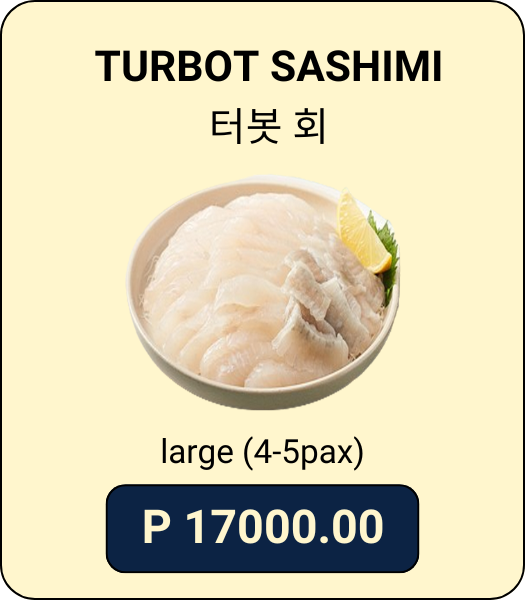 TURBOT SASHIMI
터봇 회
large (4-5pax)
P 17000.00